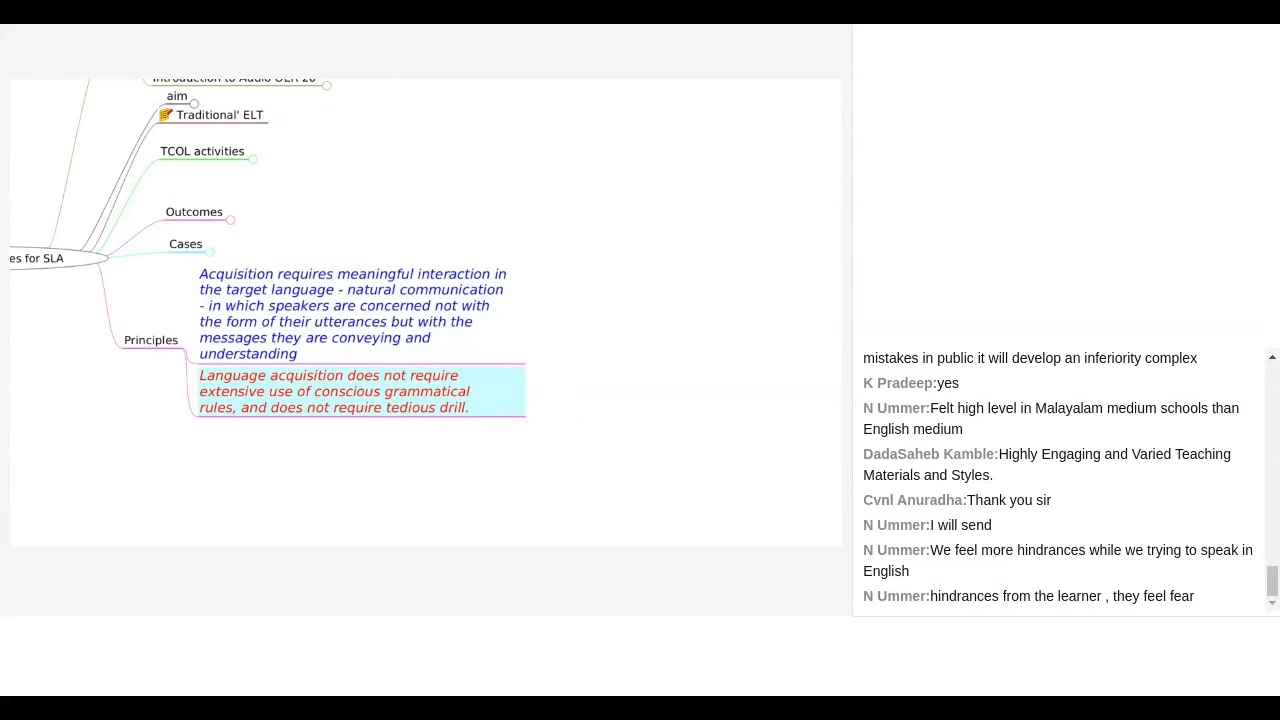 Introduction to Audio OER 20
aim
Traditional' ELT
TCOL activities
Outcomes
es for SLA
Cases
Acquisition requires meaningful interaction in
the target language - natural communication
- in which speakers are concerned not with
the form of their utterances but with the
messages they are conveying and
understanding
Principles
Language acquisition does not require
extensive use of conscious grammatical
rules, and does not require tedious drill.
mistakes in public it will develop an inferiority complex
K Pradeep:yes
N Ummer:Felt high level in Malayalam medium schools than
English medium
DadaSaheb Kamble:Highly Engaging and Varied Teaching
Materials and Styles.
Cvnl Anuradha:Thank you sir
N Ummer:I will send
N Ummer:We feel more hindrances while we trying to speak in
English
N Ummer:hindrances from the learner , they feel fear